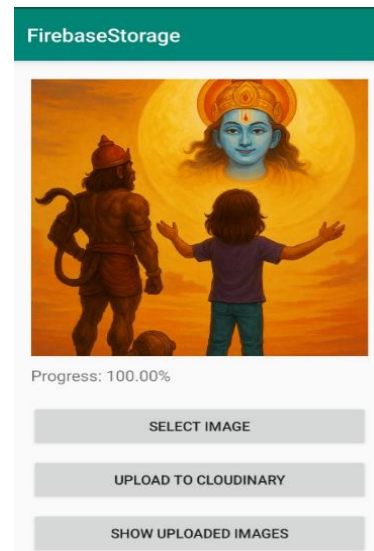 FirebaseStorage
Progress: 100.00%
SELECT IMAGE
UPLOAD TO CLOUDINARY
SHOW UPLOADED IMAGES